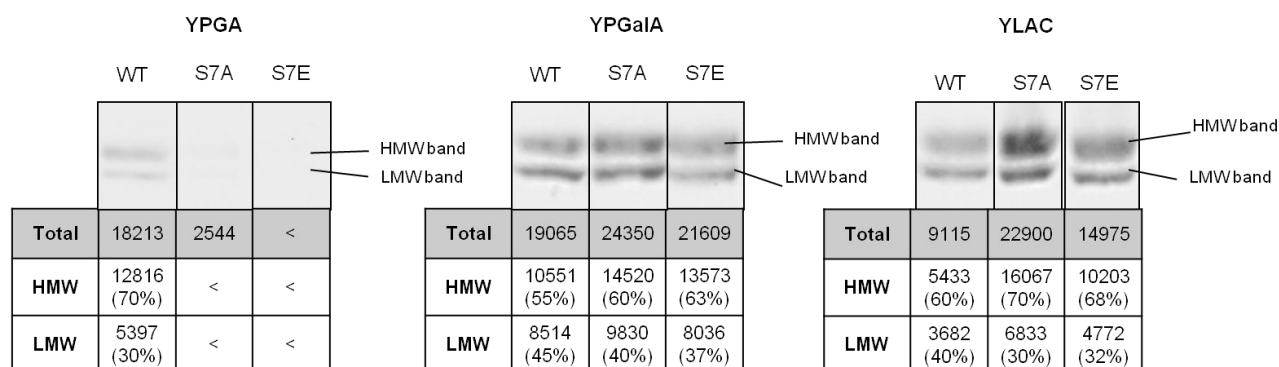 YPGA
WT S7A S7E
HMW band
LMW band
Total 18213 2544 <
HMW 12816 (70%) < <
LMW 5397 (30%) < <
YPGalA
WT S7A S7E
HMW band
LMW band
Total 19065 24350 21609
HMW 10551 (55%) 14520 (60%) 13573 (63%)
LMW 8514 (45%) 9830 (40%) 8036 (37%)
YLAC
WT S7A S7E
HMW band
LMW band
Total 9115 22900 14975
HMW 5433 (60%) 16067 (70%) 10203 (68%)
LMW 3682 (40%) 6833 (30%) 4772 (32%)